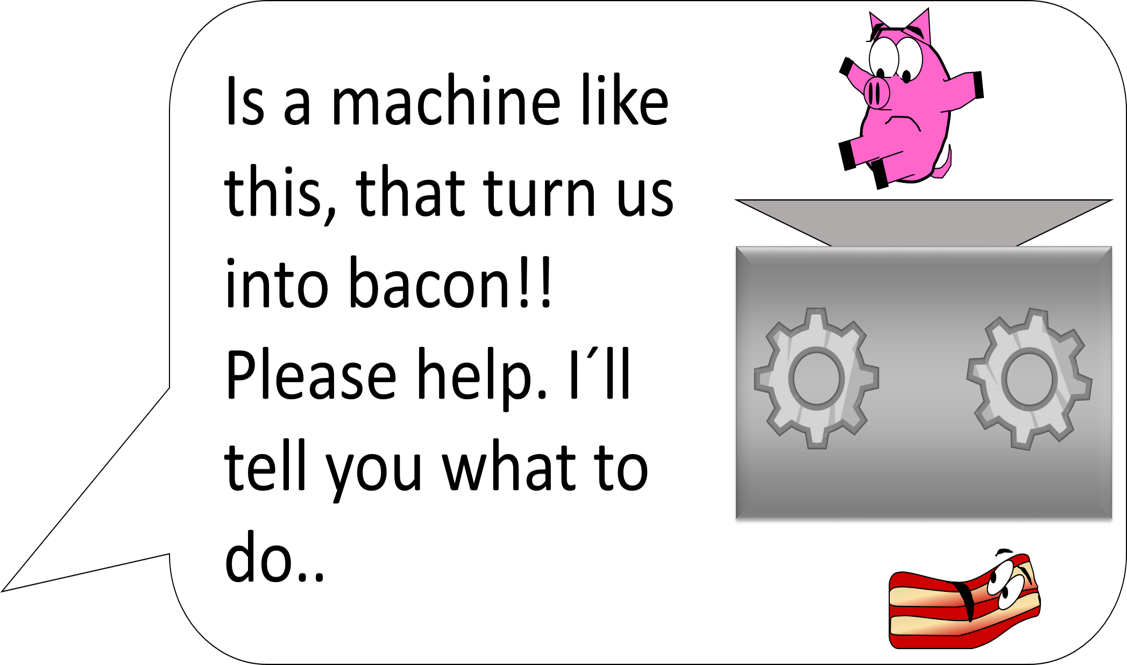 Is a machine like
this, that turn us
into bacon!!
Please help. I´ll
tell you what to
do..